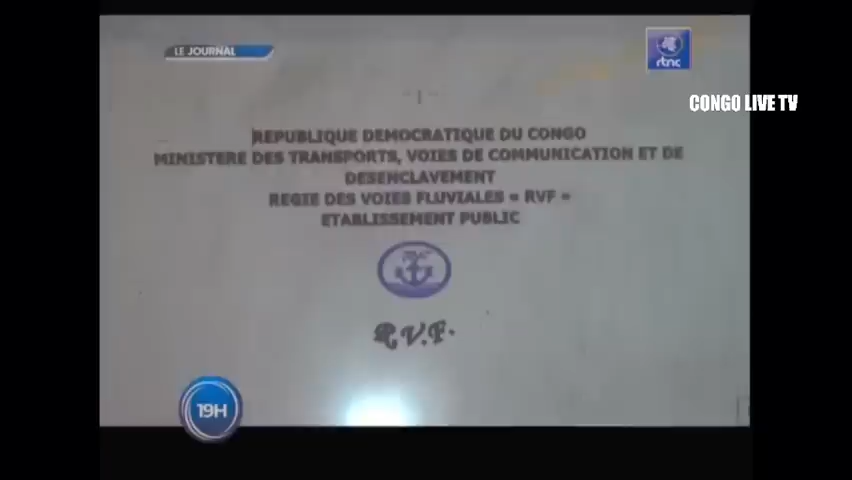 LE JOURNAL
rtnc
CONGO LIVE TV
- 1 -
REPUBLIQUE DEMOCRATIQUE DU CONGO
MINISTERE DES TRANSPORTS, VOIES DE COMMUNICATION ET DE
DESENCLAVEMENT
REGIE DES VOIES FLUVIALES « RVF »
ETABLISSEMENT PUBLIC
R.V.F.
19H